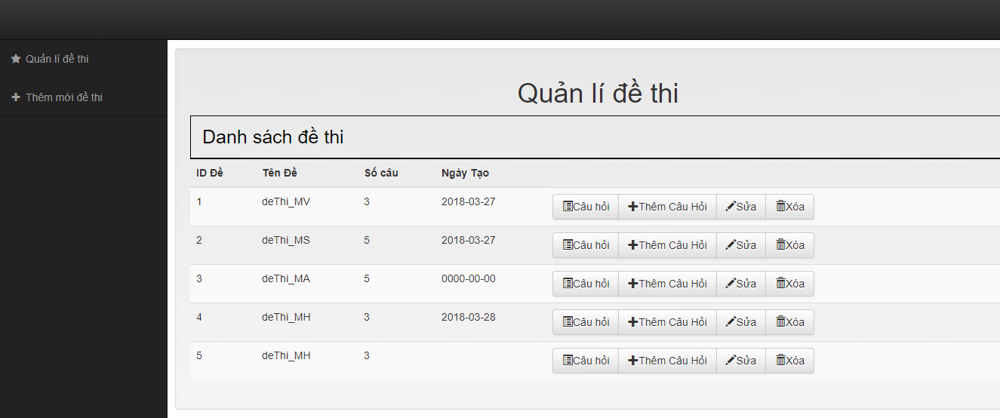 Quản lí đề thi
Thêm mới đề thi
Quản lí đề thi
Danh sách đề thi
ID Đề Tên Đề Số câu Ngày Tạo
1 deThi_MV 3 2018-03-27 Câu hỏi Thêm Câu Hỏi Sửa Xóa
2 deThi_MS 5 2018-03-27 Câu hỏi Thêm Câu Hỏi Sửa Xóa
3 deThi_MA 5 0000-00-00 Câu hỏi Thêm Câu Hỏi Sửa Xóa
4 deThi_MH 3 2018-03-28 Câu hỏi Thêm Câu Hỏi Sửa Xóa
5 deThi_MH 3 Câu hỏi Thêm Câu Hỏi Sửa Xóa